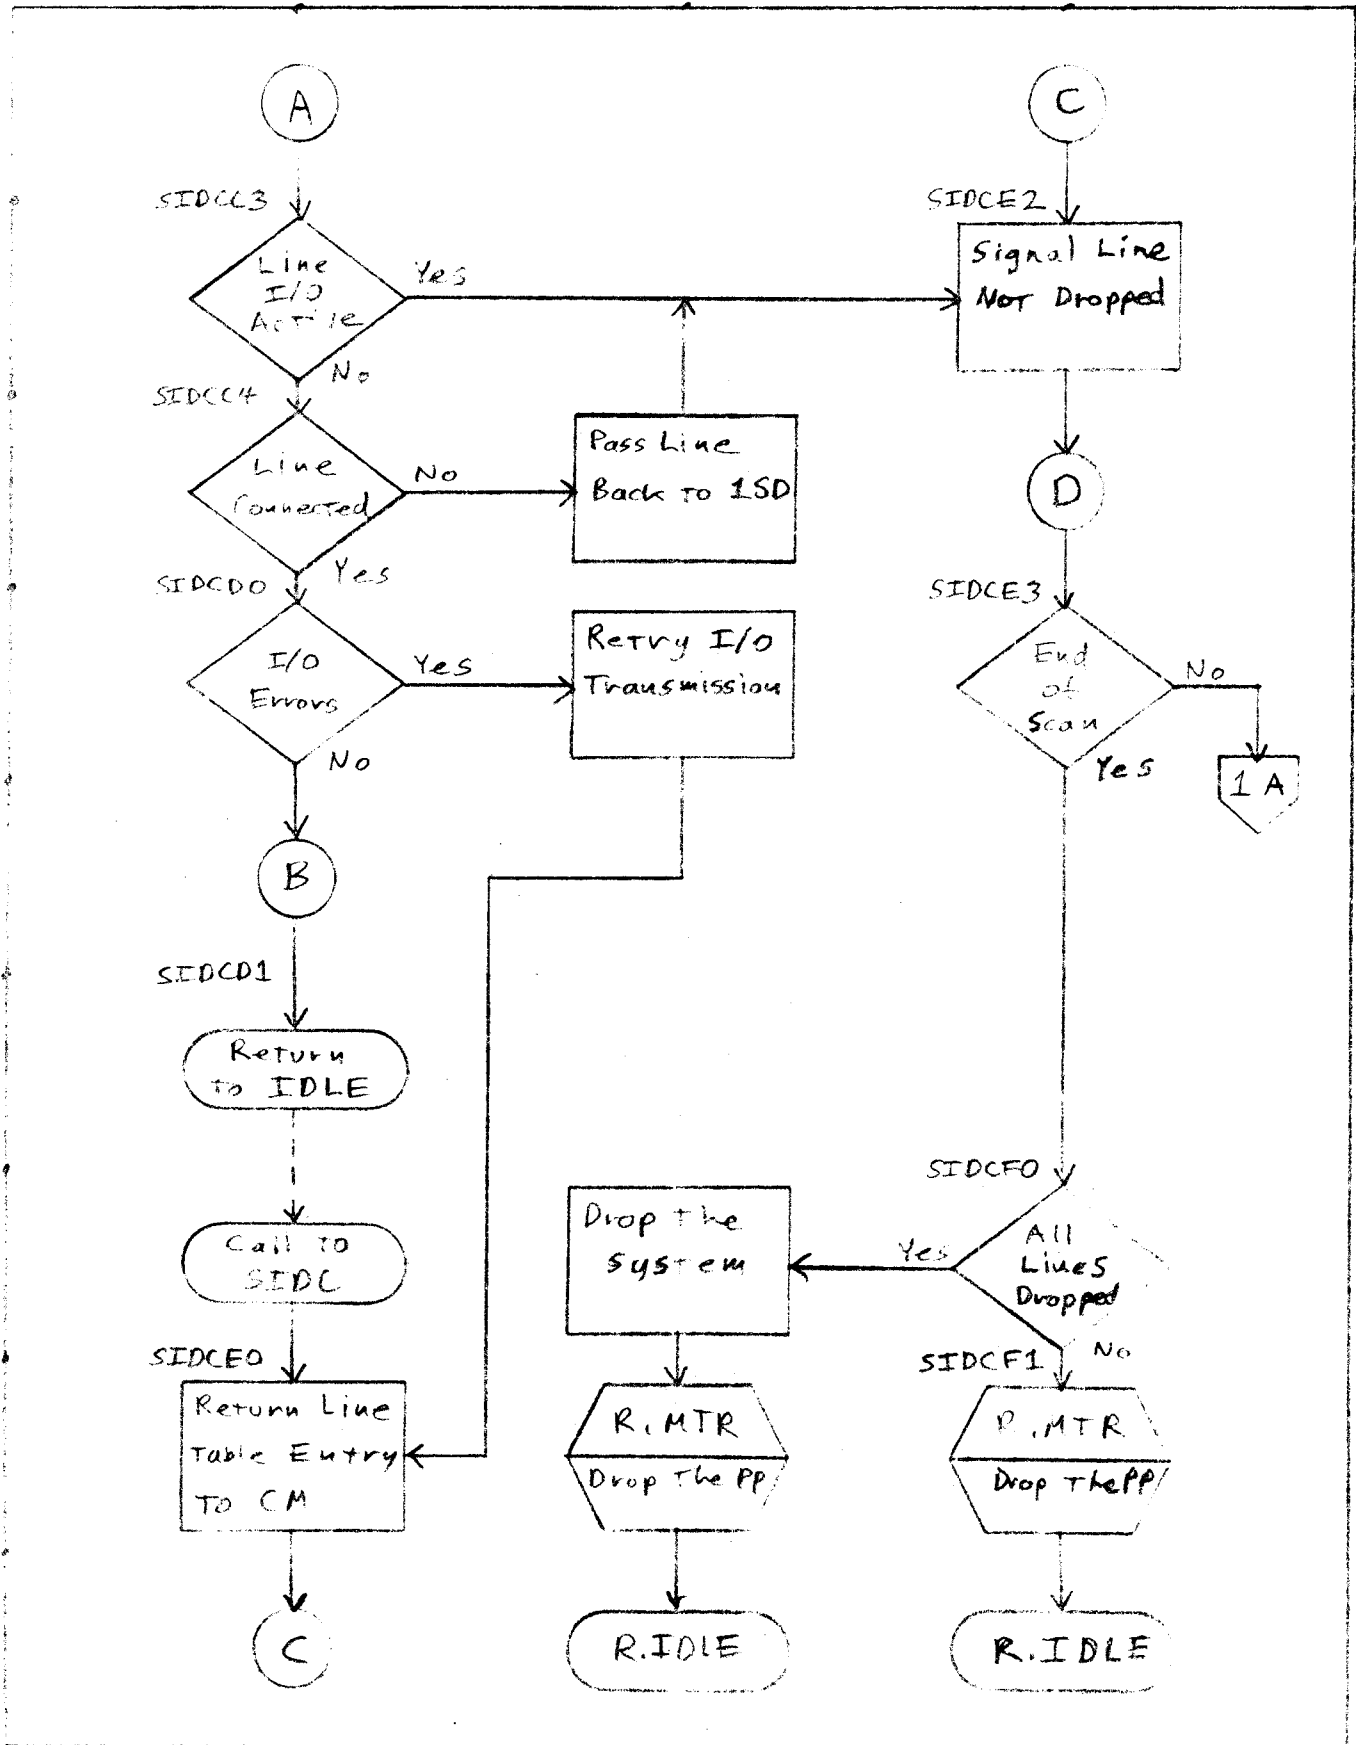 A
SIDCC3
Line
I/O
Active
Yes
No
SIDCC4
Line
Connected
No
Yes
Pass Line
Back to 1SD
SIDCD0
I/O
Errors
Yes
No
Retry I/O
Transmission
B
SIDCD1
Return
to IDLE
Call to
SIDC
SIDCE0
Return Line
Table Entry
To CM
C
C
SIDCE2
Signal Line
Not Dropped
D
SIDCE3
End
of
Scan
No
1 A
Yes
SIDCF0
All
Lines
Dropped
Yes
No
Drop the
System
R.MTR
Drop The PP
R.IDLE
SIDCF1
R.MTR
Drop The PP
R.IDLE